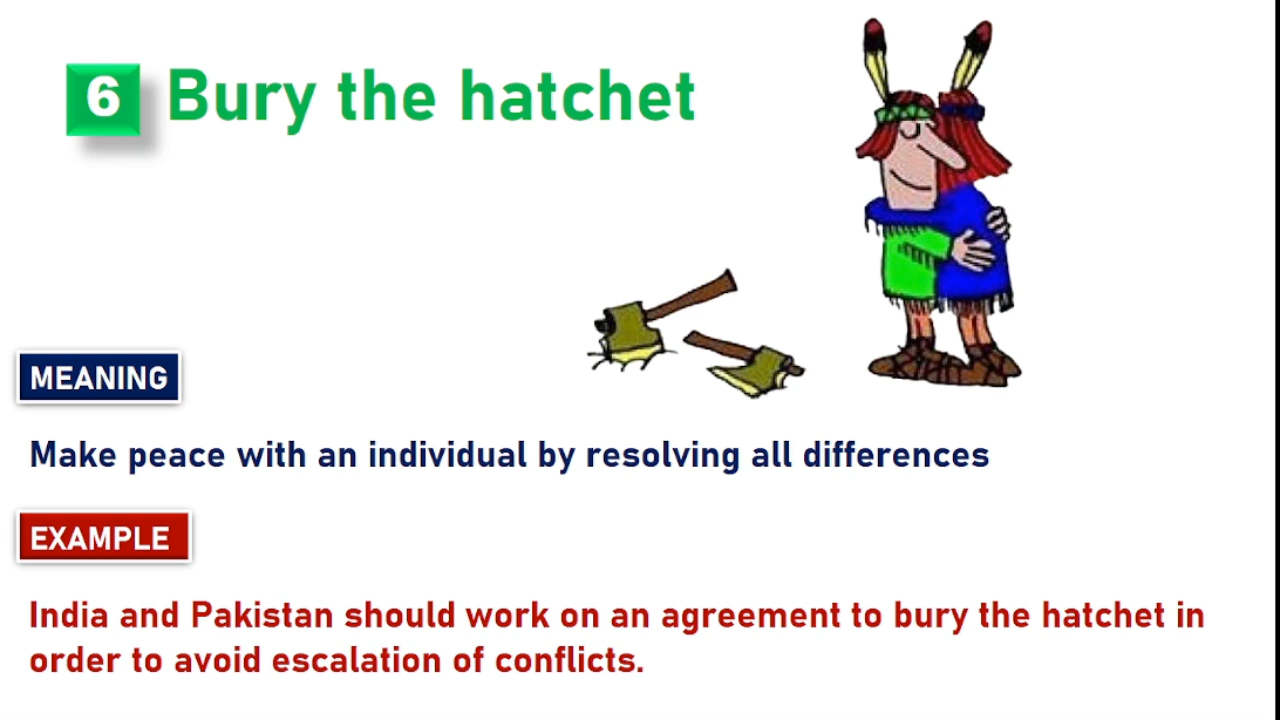 6 Bury the hatchet
MEANING
Make peace with an individual by resolving all differences
EXAMPLE
India and Pakistan should work on an agreement to bury the hatchet in
order to avoid escalation of conflicts.